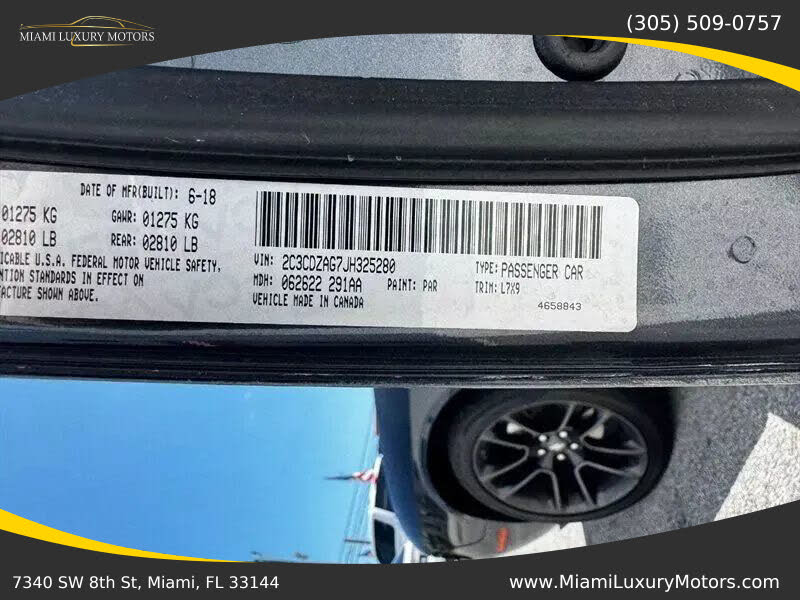 MIAMI LUXURY MOTORS
(305) 509-0757
DATE OF MFR(BUILT): 6-18
01275 KG GAWR: 01275 KG
02810 LB REAR: 02810 LB
ICABLE U.S.A. FEDERAL MOTOR VEHICLE SAFETY,
ENTION STANDARDS IN EFFECT ON
FACTURE SHOWN ABOVE.
VIN: 2C3CDZAG7JH325280 TYPE: PASSENGER CAR
MDH: 062622 291AA PAINT: PAR TRIM: L7X9
VEHICLE MADE IN CANADA 4658843
7340 SW 8th St, Miami, FL 33144
www.MiamiLuxuryMotors.com